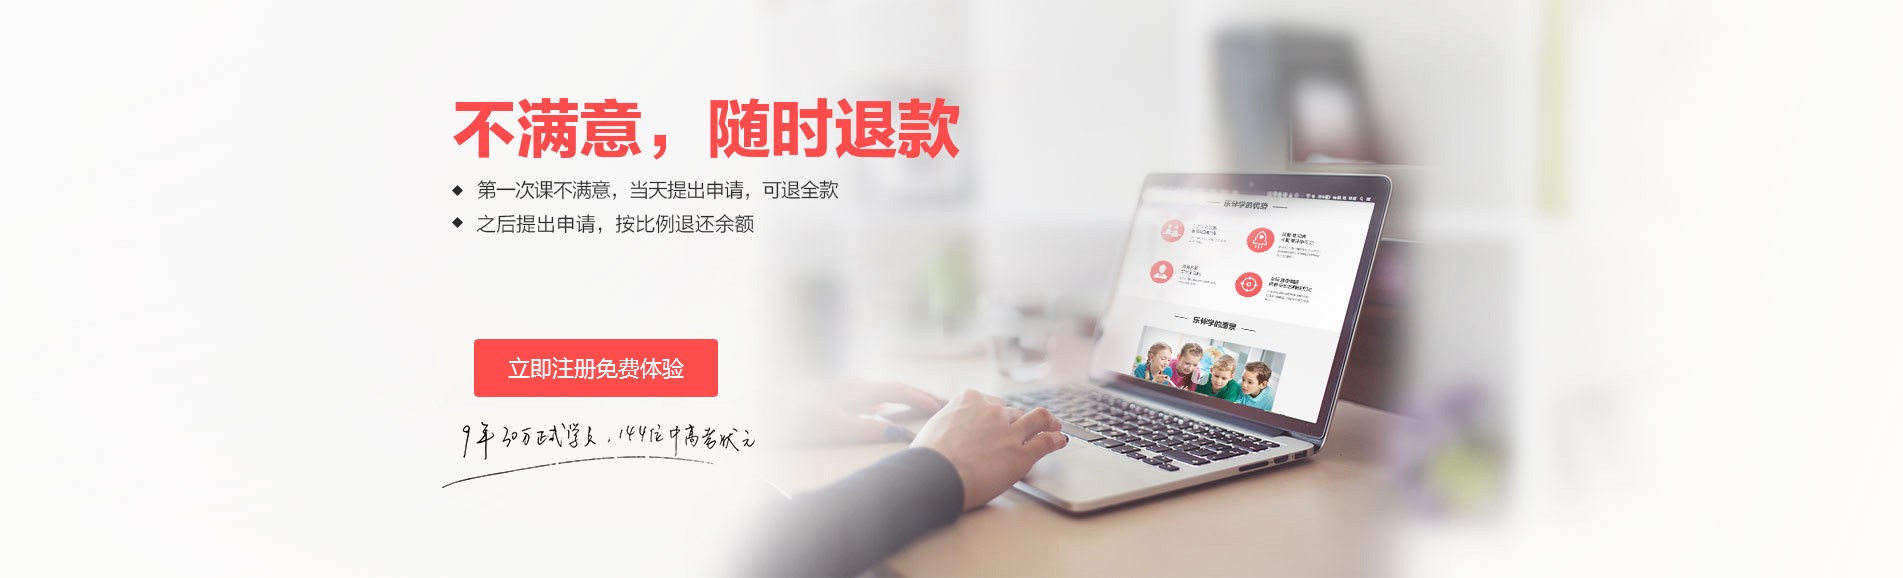 不满意，随时退款
◆ 第一次课不满意，当天提出申请，可退全款
◆ 之后提出申请，按比例退还余额
立即注册免费体验
9年30万正式学员，144位中高考状元
乐伴学的优势
乐伴学的愿景